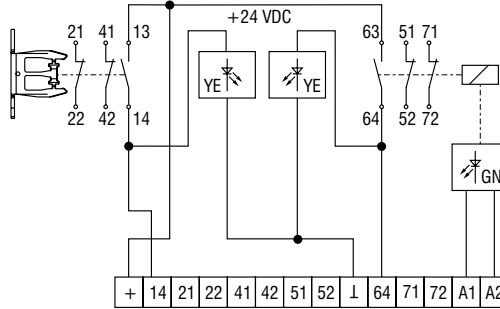 +24 VDC
21 41 13 63 51 71
YE YE
22 42 14 64 52 72
GN
+ 14 21 22 41 42 51 52 ⊥ 64 71 72 A1 A2